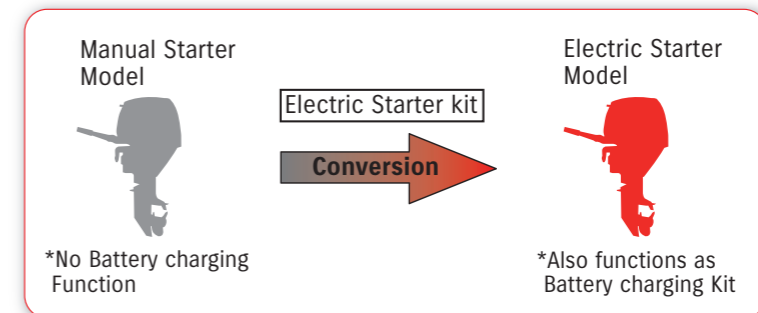 Manual Starter
Model
*No Battery charging
Function
Electric Starter kit
Conversion
Electric Starter
Model
*Also functions as
Battery charging Kit